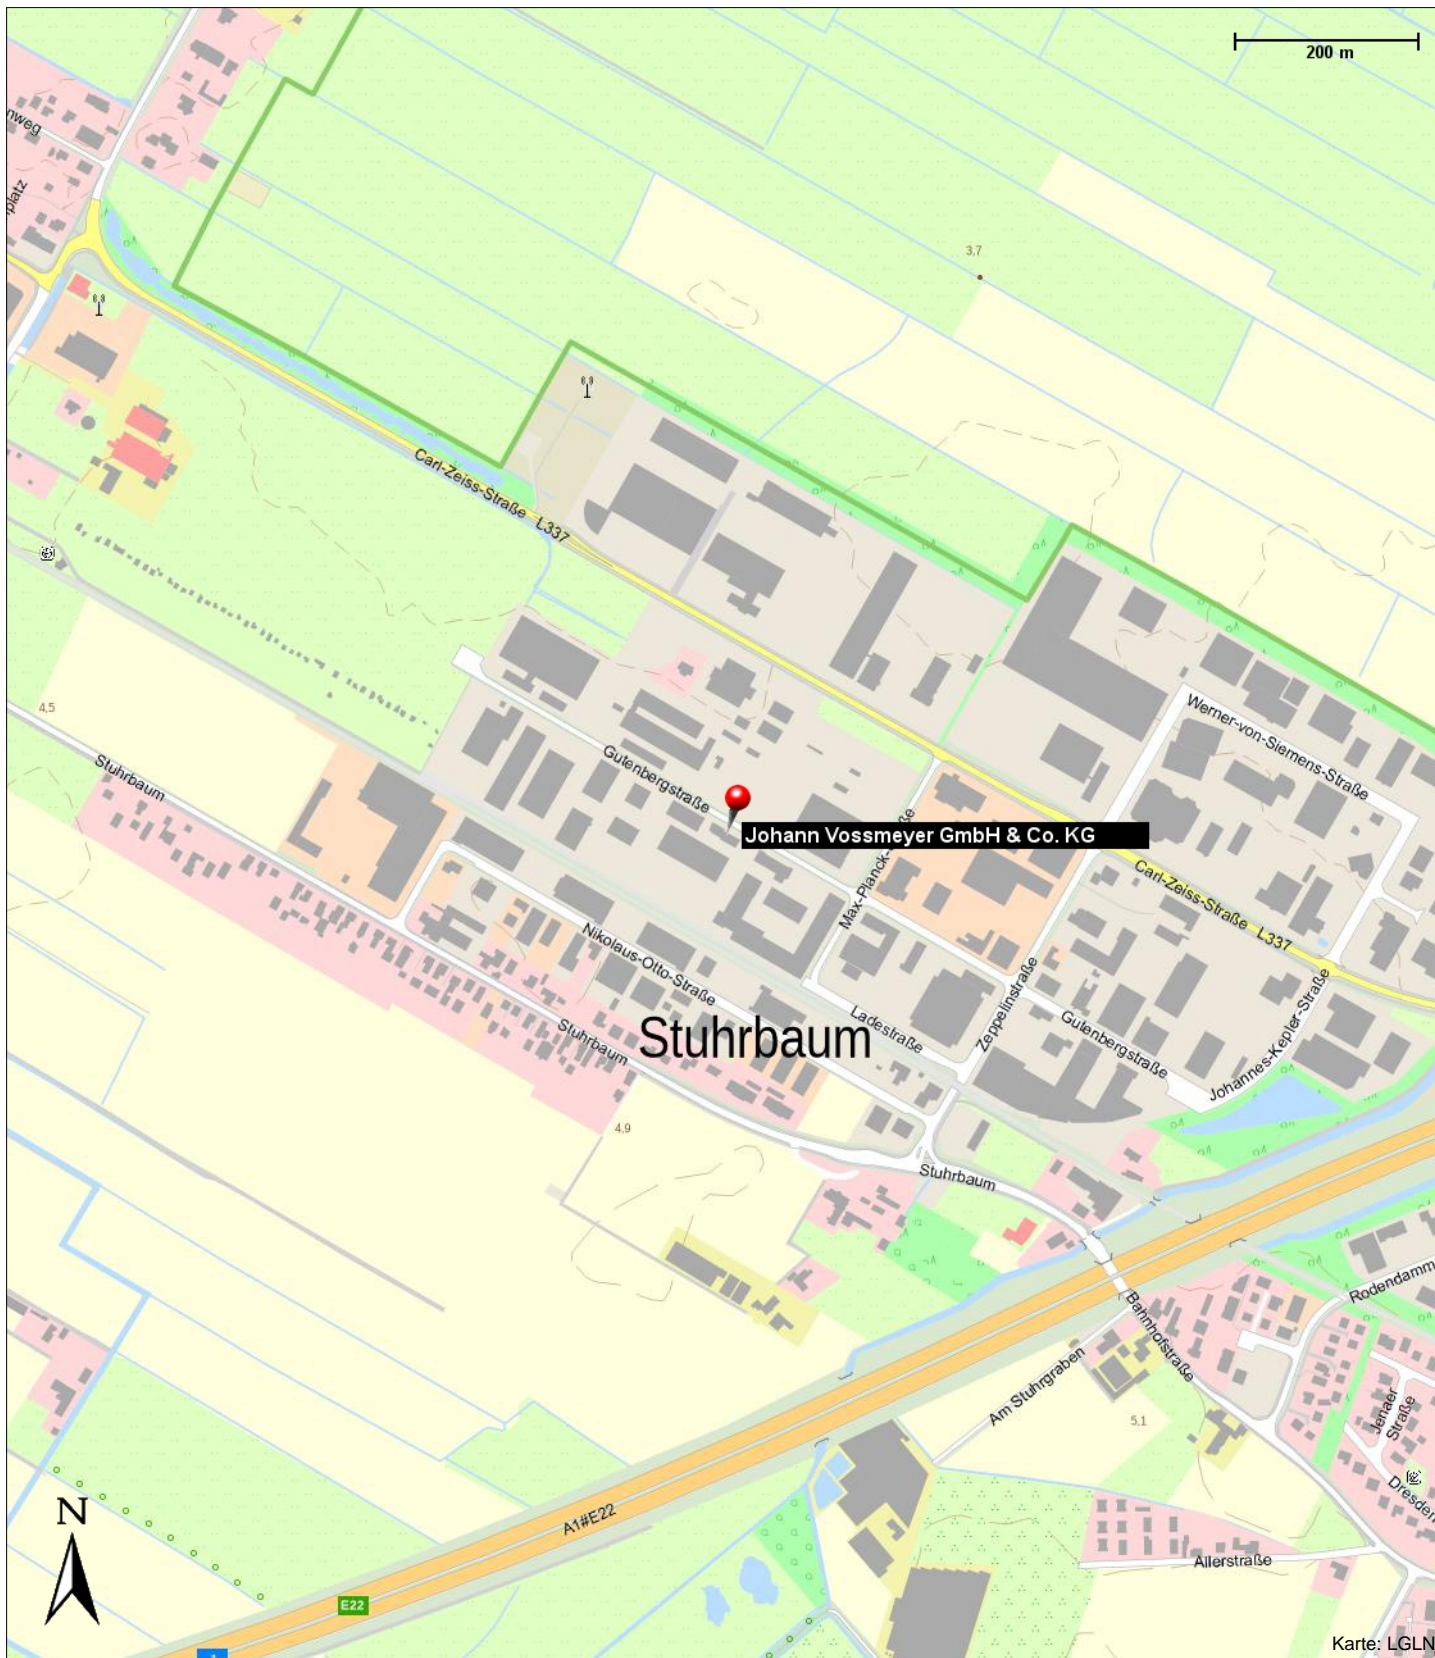 200 m
nweg
platz
3,7
Carl-Zeiss-Straße L337
4,5
Stuhrbaum
Werner-von-Siemens-Straße
Gutenbergstraße
Johann Vossmeyer GmbH & Co. KG
Max-Planck-
ße
Carl-Zeiss-Straße L337
Nikolaus-Otto-Straße
Ladestraße
Zeppelinstraße
Gutenbergstraße
Johannes-Kepler-Straße
Stuhrbaum
Stuhrbaum
4,9
Stuhrbaum
Rodendamm
Bahnhofstraße
Am Stuhrgraben
Jenaer
Straße
5,1
Dresden
A1#E22
Allerstraße
N
E22
Karte: LGLN